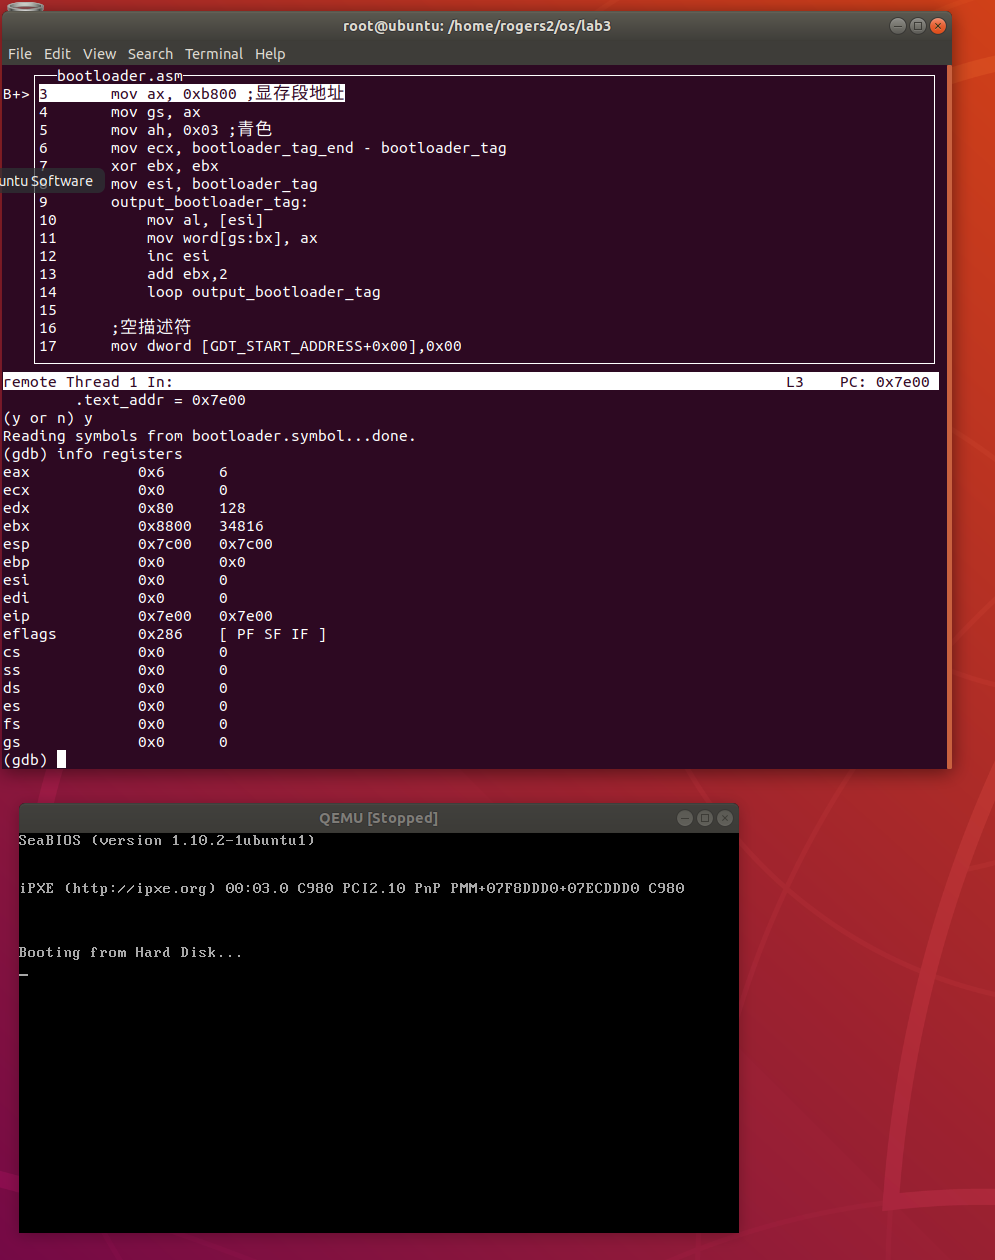 root@ubuntu: /home/rogers2/os/lab3
File Edit View Search Terminal Help
bootloader.asm
B+> 3 mov ax, 0xb800 ;显存段地址
4 mov gs, ax
5 mov ah, 0x03 ;青色
6 mov ecx, bootloader_tag_end - bootloader_tag
7 xor ebx, ebx
untu Software
8 mov esi, bootloader_tag
9 output_bootloader_tag:
10 mov al, [esi]
11 mov word[gs:bx], ax
12 inc esi
13 add ebx,2
14 loop output_bootloader_tag
15
16 ;空描述符
17 mov dword [GDT_START_ADDRESS+0x00],0x00
remote Thread 1 In: L3 PC: 0x7e00
.text_addr = 0x7e00
(y or n) y
Reading symbols from bootloader.symbol...done.
(gdb) info registers
eax 0x6 6
ecx 0x0 0
edx 0x80 128
ebx 0x8800 34816
esp 0x7c00 0x7c00
ebp 0x0 0x0
esi 0x0 0
edi 0x0 0
eip 0x7e00 0x7e00
eflags 0x286 [ PF SF IF ]
cs 0x0 0
ss 0x0 0
ds 0x0 0
es 0x0 0
fs 0x0 0
gs 0x0 0
(gdb)
QEMU [Stopped]
SeaBIOS (version 1.10.2-1ubuntu1)
iPXE (http://ipxe.org) 00:03.0 C980 PCI2.10 PnP PMM+07F8DDD0+07ECDDD0 C980
Booting from Hard Disk...